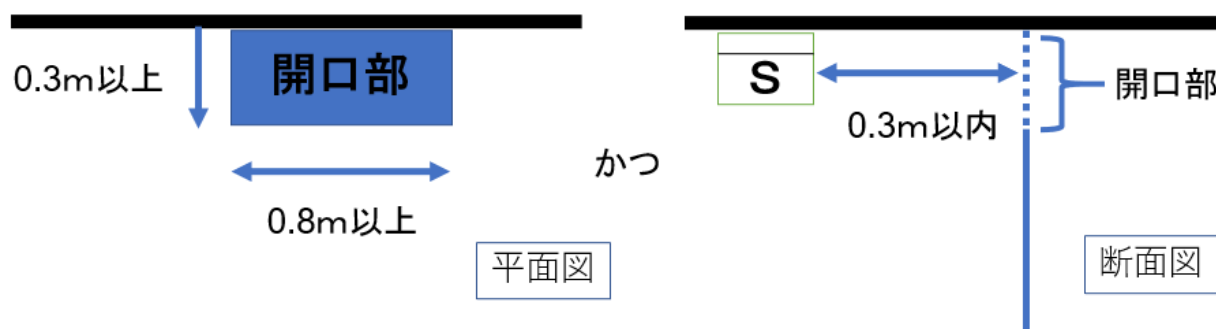 0.3m以上
開口部
0.8m以上
平面図
かつ
S
0.3m以内
開口部
断面図